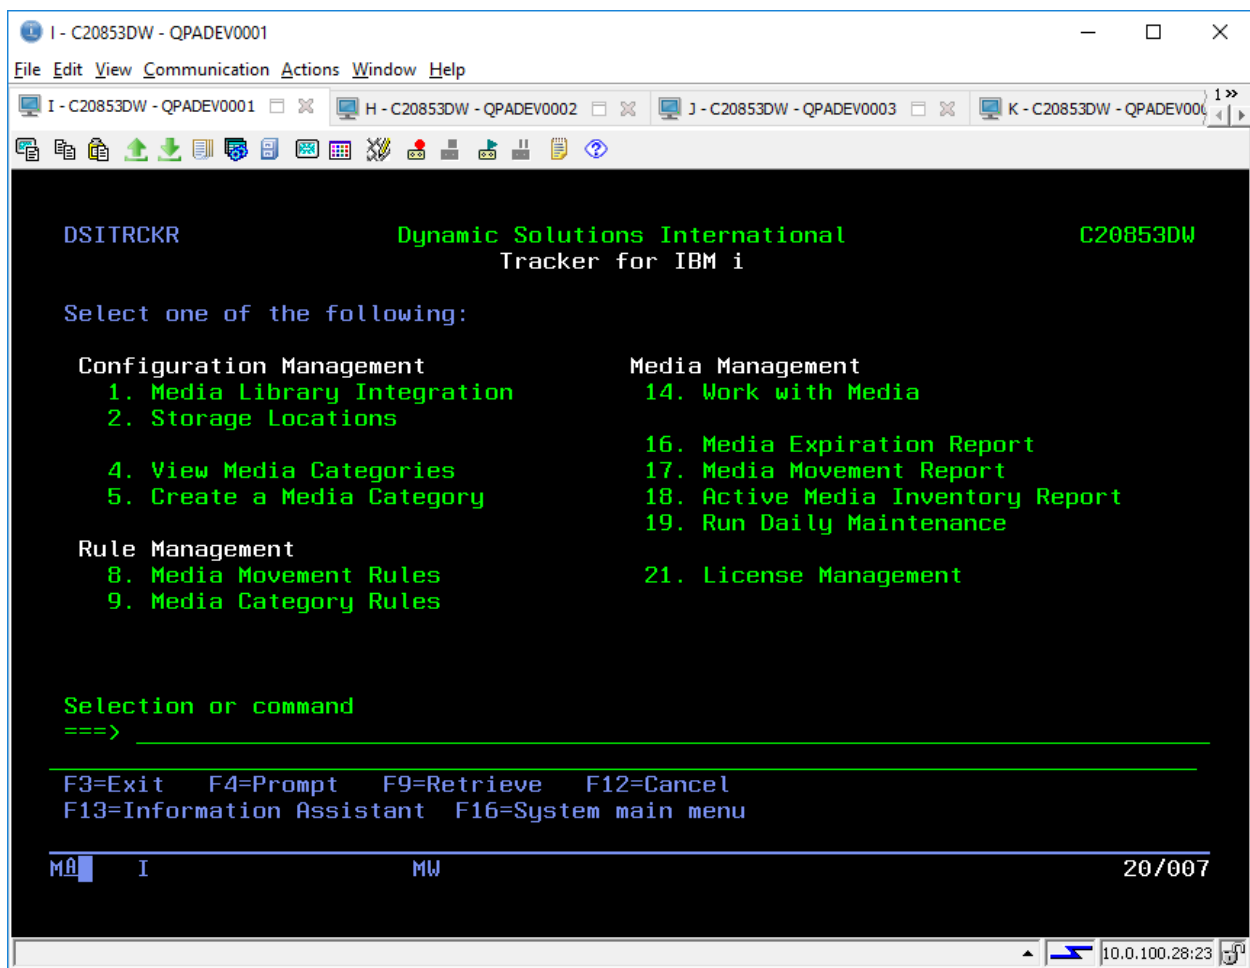 I - C20853DW - QPADEV0001
File Edit View Communication Actions Window Help
I - C20853DW - QPADEV0001 H - C20853DW - QPADEV0002 J - C20853DW - QPADEV0003 K - C20853DW - 1 »
DSITRCKR Dynamic Solutions International C20853DW
Tracker for IBM i
Select one of the following:
Configuration Management Media Management
1. Media Library Integration 14. Work with Media
2. Storage Locations
16. Media Expiration Report
4. View Media Categories 17. Media Movement Report
5. Create a Media Category 18. Active Media Inventory Report
19. Run Daily Maintenance
Rule Management
8. Media Movement Rules 21. License Management
9. Media Category Rules
Selection or command
===>
F3=Exit F4=Prompt F9=Retrieve F12=Cancel
F13=Information Assistant F16=System main menu
MA I MW 20/007
10.0.100.28:23